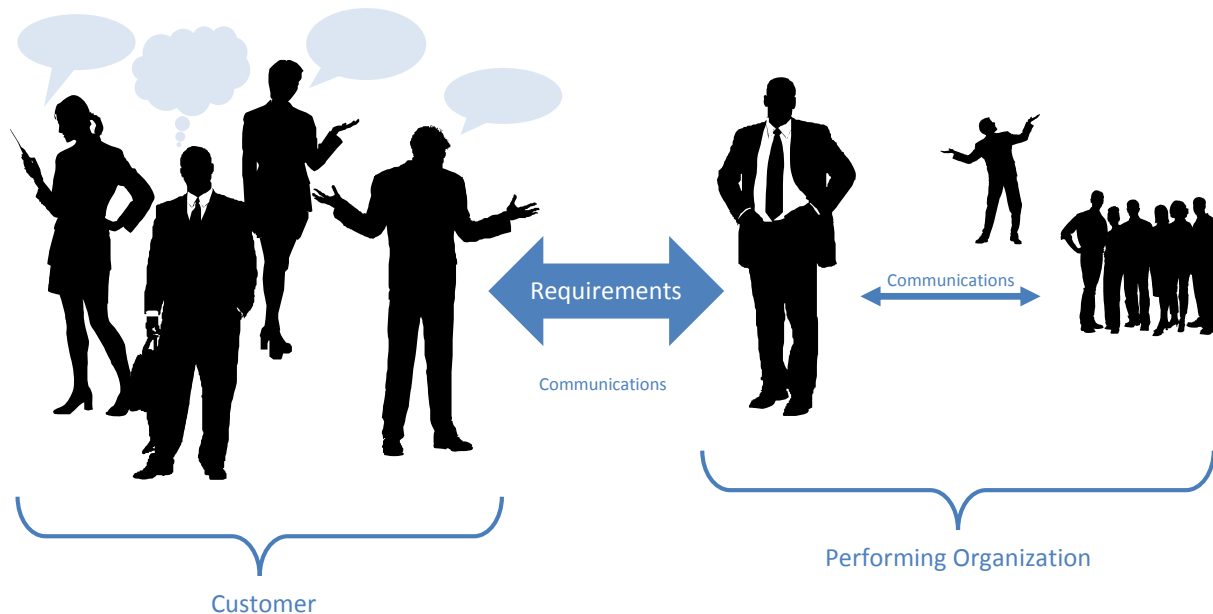 Requirements
Communications
Communications
Customer
Performing Organization